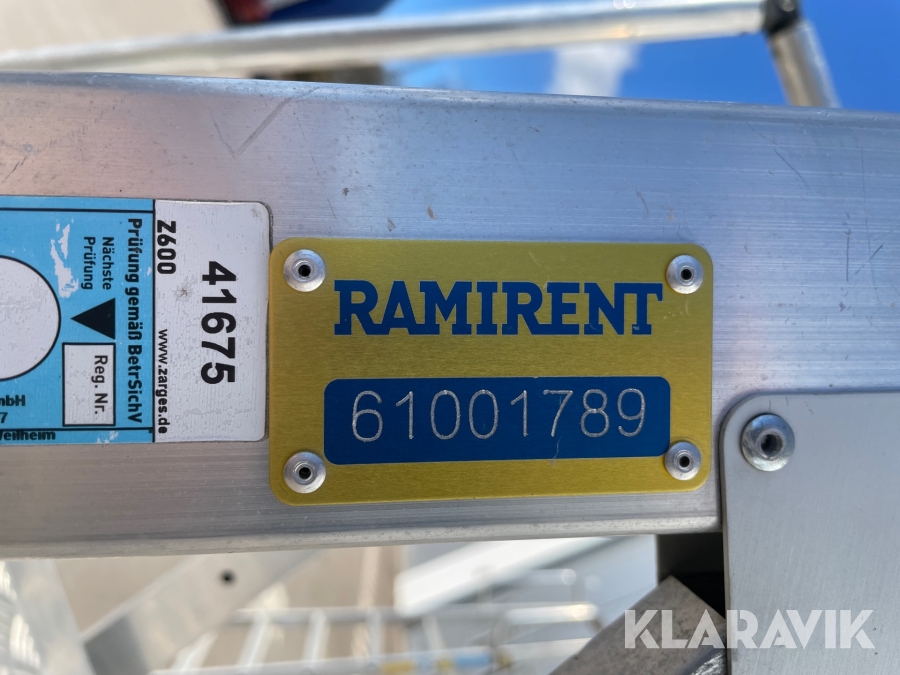 Prüfung gemäß BetrSichV
Nächste
Prüfung
Reg. Nr.
Z600
41675
www.zarges.de
RAMIRENT
61001789
KLARAVIK